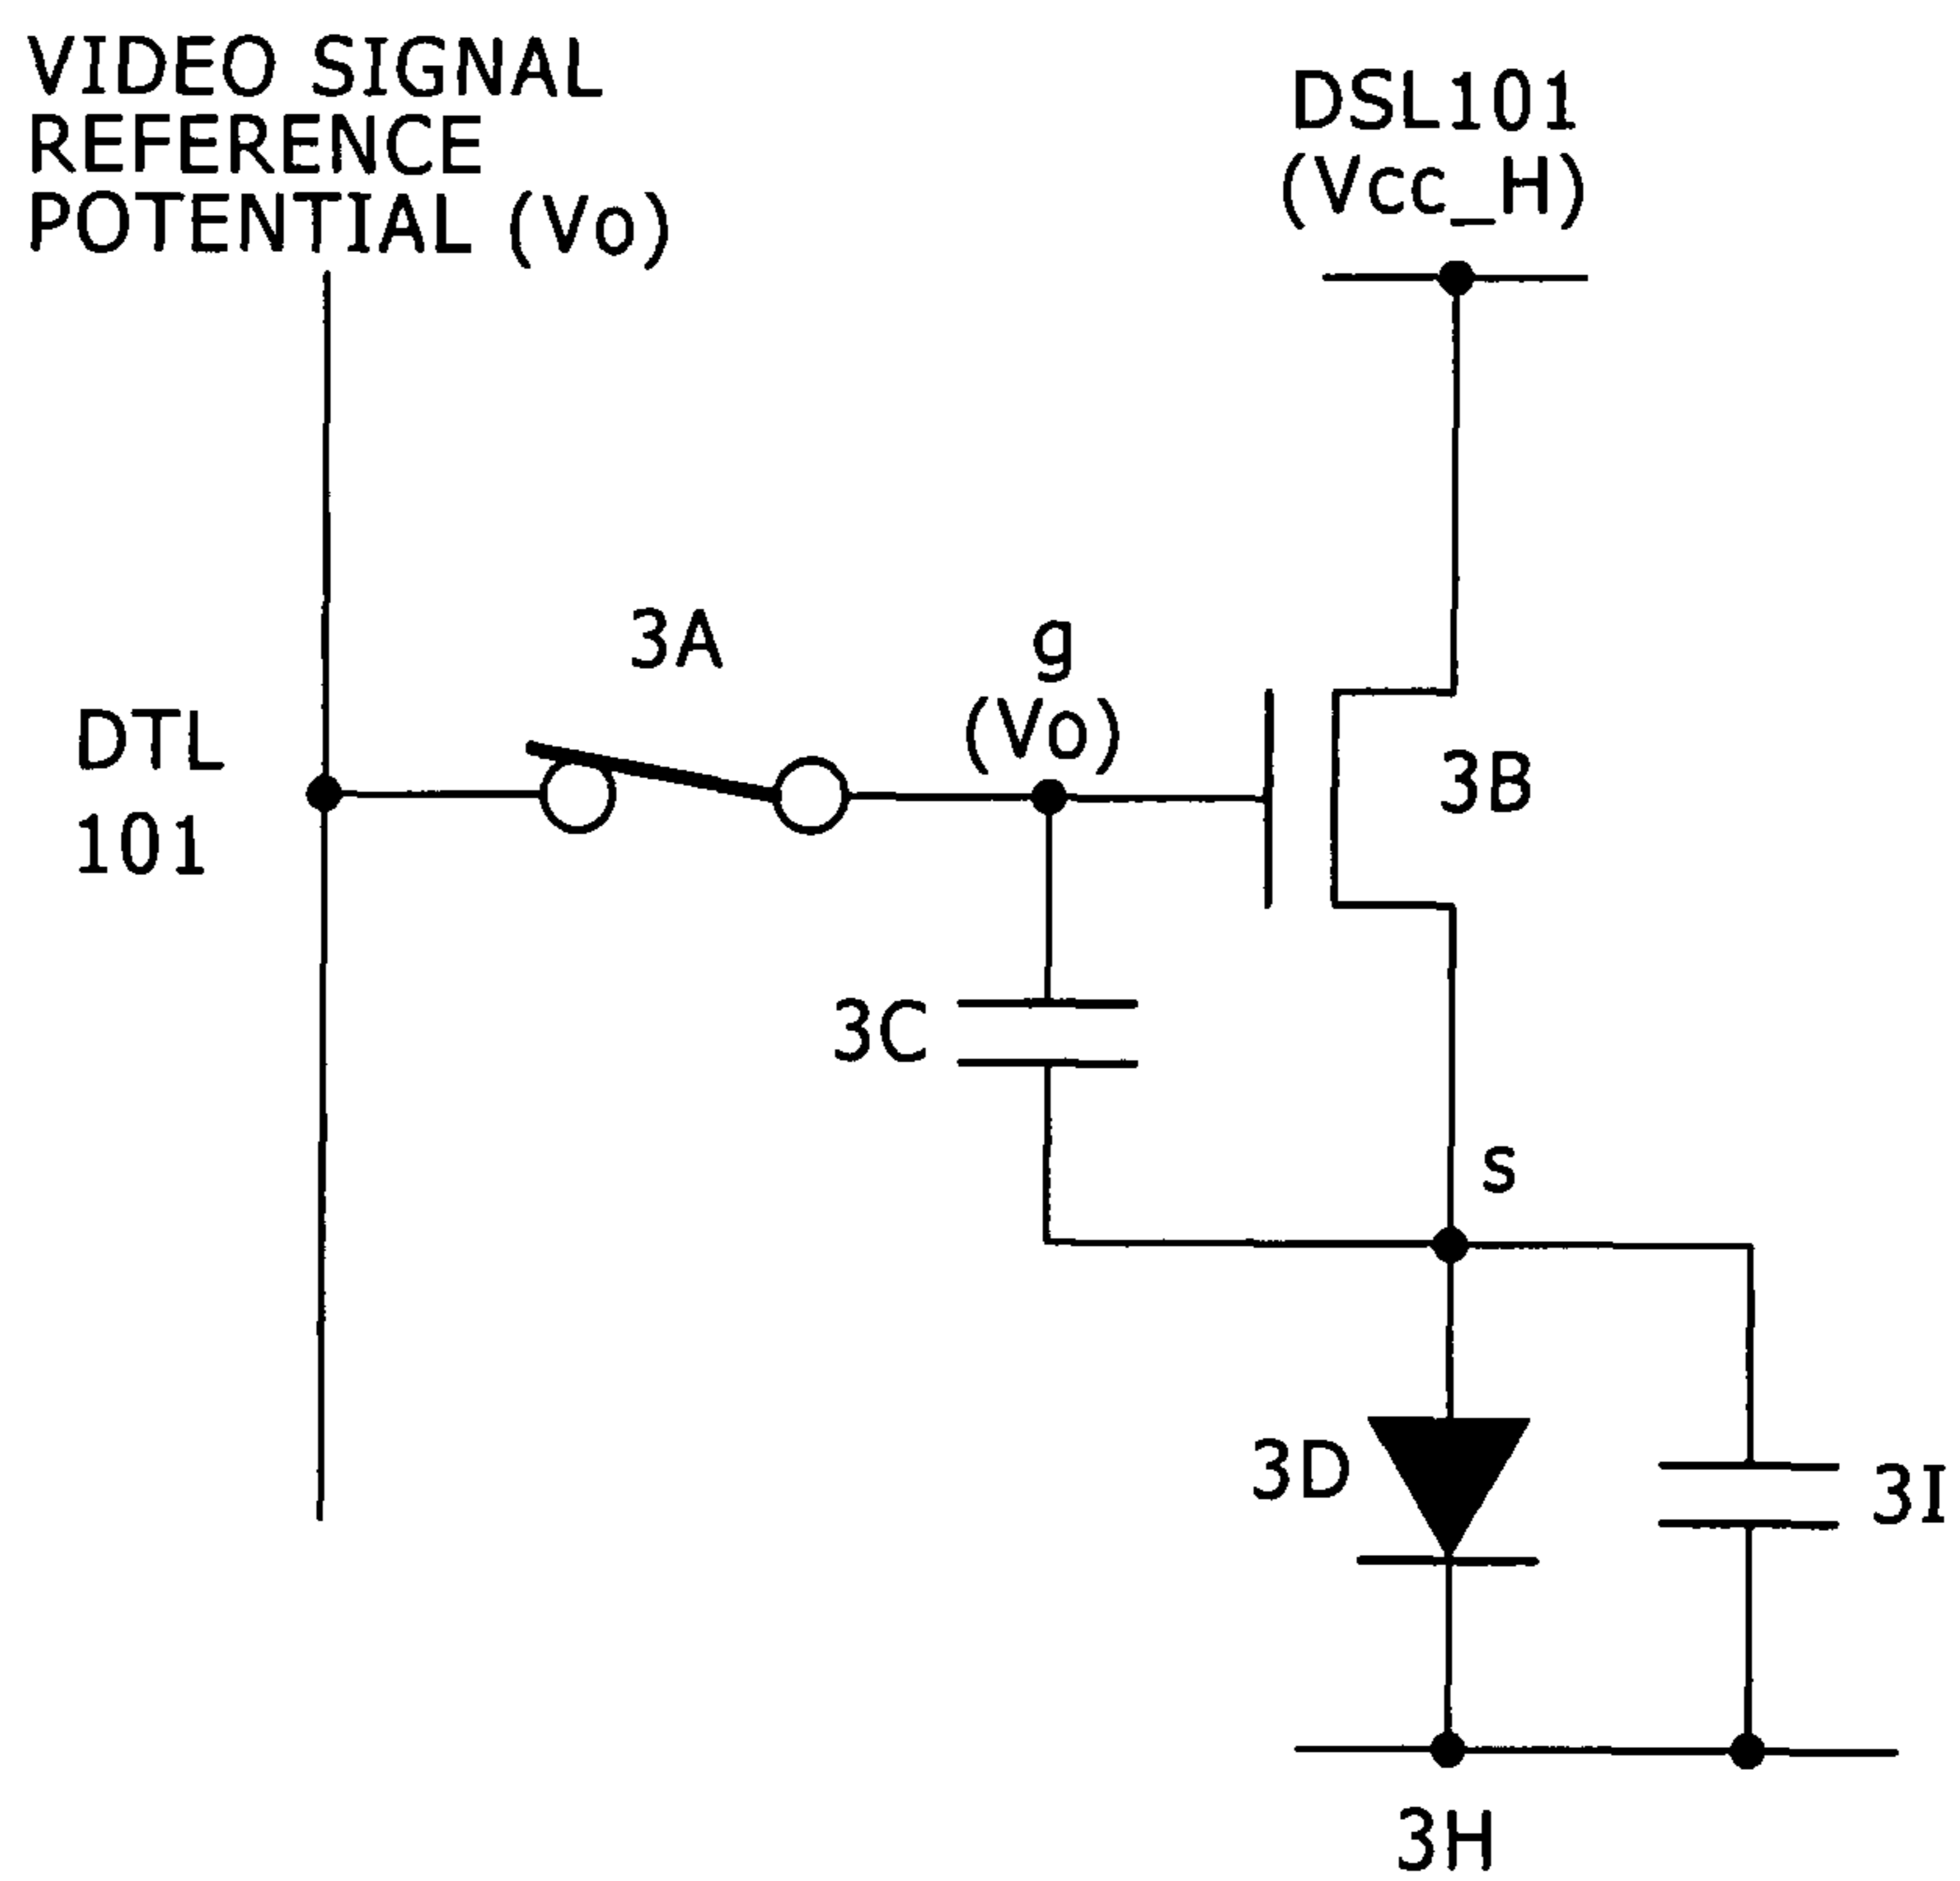 VIDEO SIGNAL
REFERENCE
POTENTIAL (Vo)
DSL101
(Vcc_H)
3A
g
(Vo)
DTL
101
3B
3C
s
3D
3I
3H